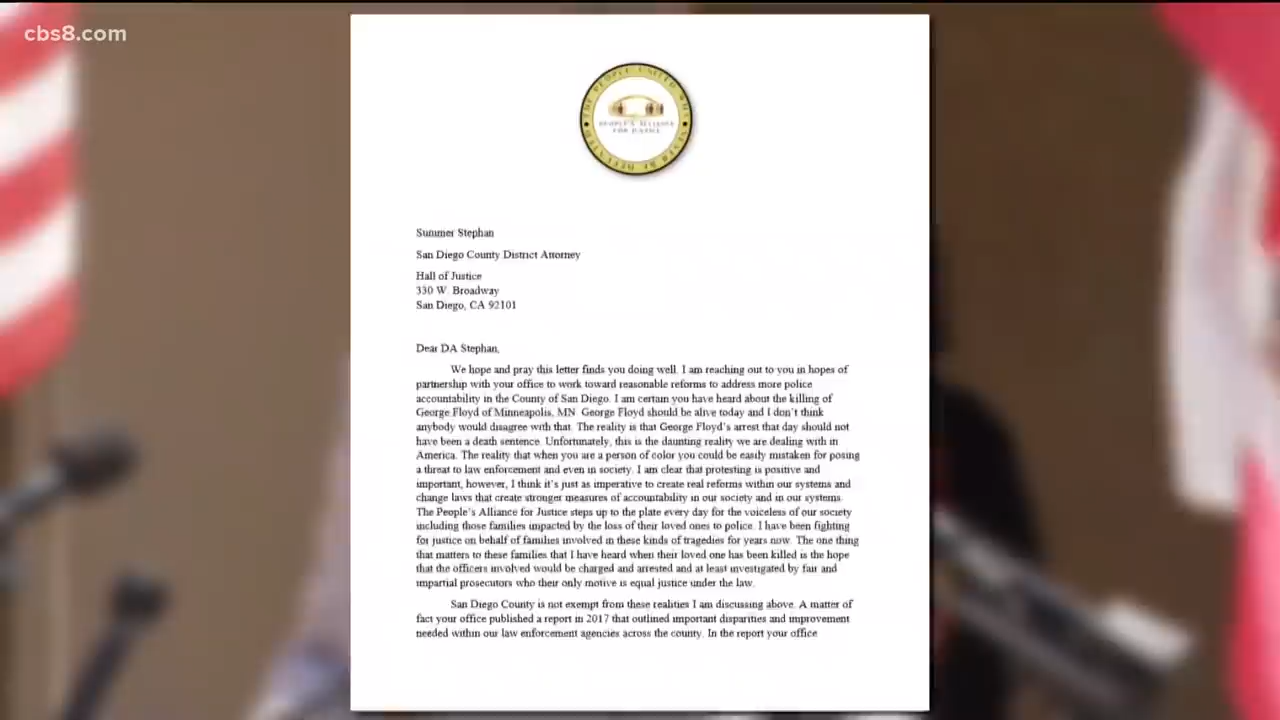 cbs8.com
THE PEOPLE UNITED WILL NEVER BE DEFEATED
PEOPLE'S ALLIANCE
FOR JUSTICE
Summer Stephan
San Diego County District Attorney
Hall of Justice
330 W. Broadway
San Diego, CA 92101
Dear DA Stephan,
We hope and pray this letter finds you doing well. I am reaching out to you in hopes of
partnership with your office to work toward reasonable reforms to address more police
accountability in the County of San Diego. I am certain you have heard about the killing of
George Floyd of Minneapolis, MN. George Floyd should be alive today and I don't think
anybody would disagree with that. The reality is that George Floyd's arrest that day should not
have been a death sentence. Unfortunately, this is the daunting reality we are dealing with in
America. The reality that when you are a person of color you could be easily mistaken for posing
a threat to law enforcement and even in society. I am clear that protesting is positive and
important, however, I think it's just as imperative to create real reforms within our systems and
change laws that create stronger measures of accountability in our society and in our systems.
The People's Alliance for Justice steps up to the plate every day for the voiceless of our society
including those families impacted by the loss of their loved ones to police. I have been fighting
for justice on behalf of families involved in these kinds of tragedies for years now. The one thing
that matters to these families that I have heard when their loved one has been killed is the hope
that the officers involved would be charged and arrested and at least investigated by fair and
impartial prosecutors who their only motive is equal justice under the law.
San Diego County is not exempt from these realities I am discussing above. A matter of
fact your office published a report in 2017 that outlined important disparities and improvement
needed within our law enforcement agencies across the county. In the report your office